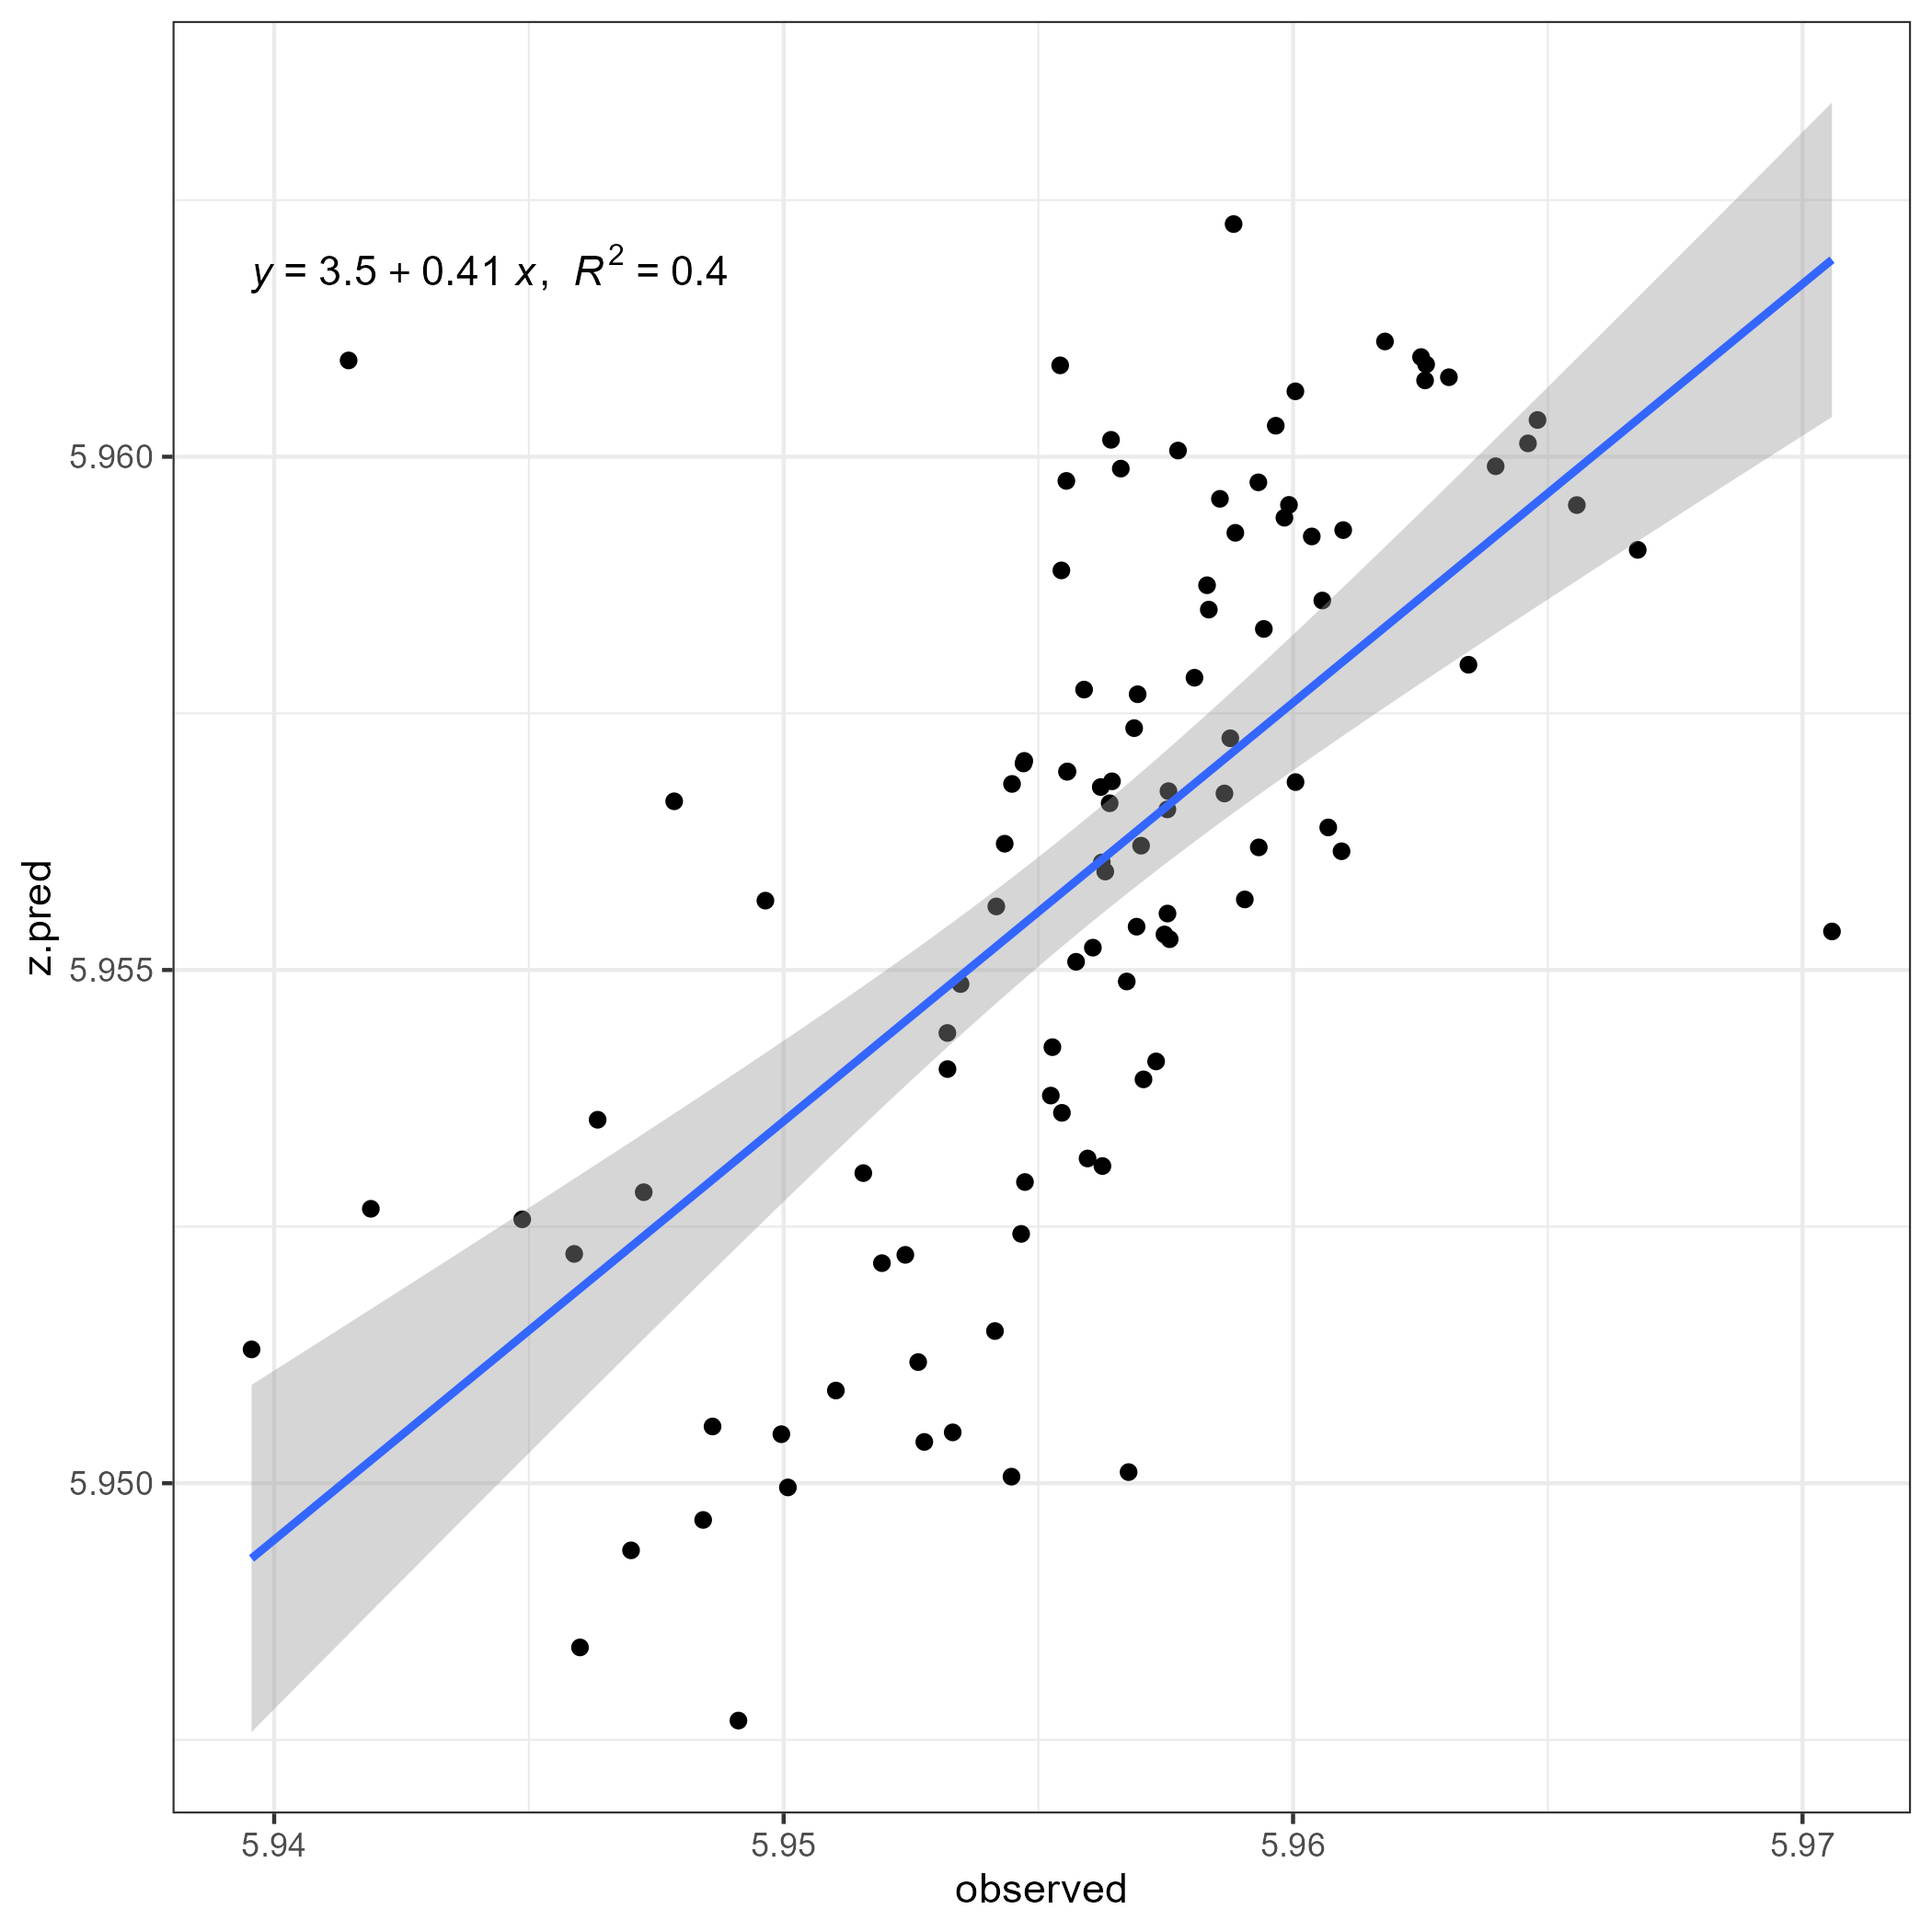 y = 3.5 + 0.41 x, R² = 0.4
5.960
5.955
5.950
z.pred
5.94 5.95 5.96 5.97
observed